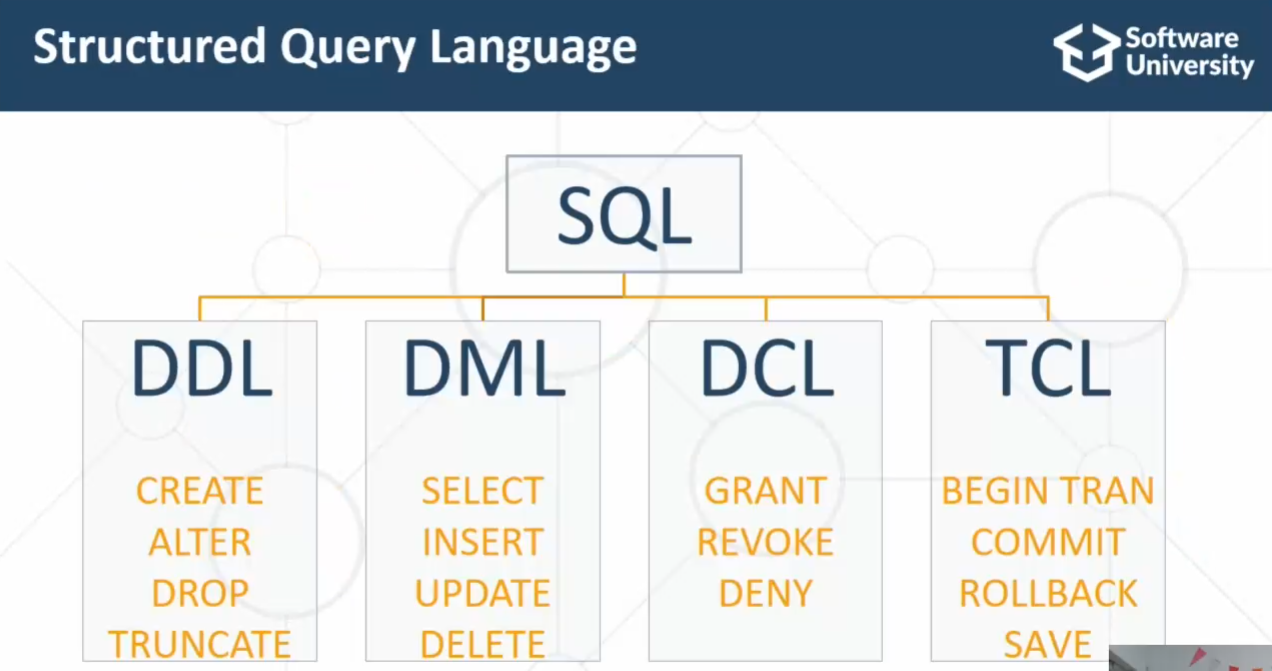 Structured Query Language
Software
University
SQL
DDL
CREATE
ALTER
DROP
TRUNCATE
DML
SELECT
INSERT
UPDATE
DELETE
DCL
GRANT
REVOKE
DENY
TCL
BEGIN TRAN
COMMIT
ROLLBACK
SAVE